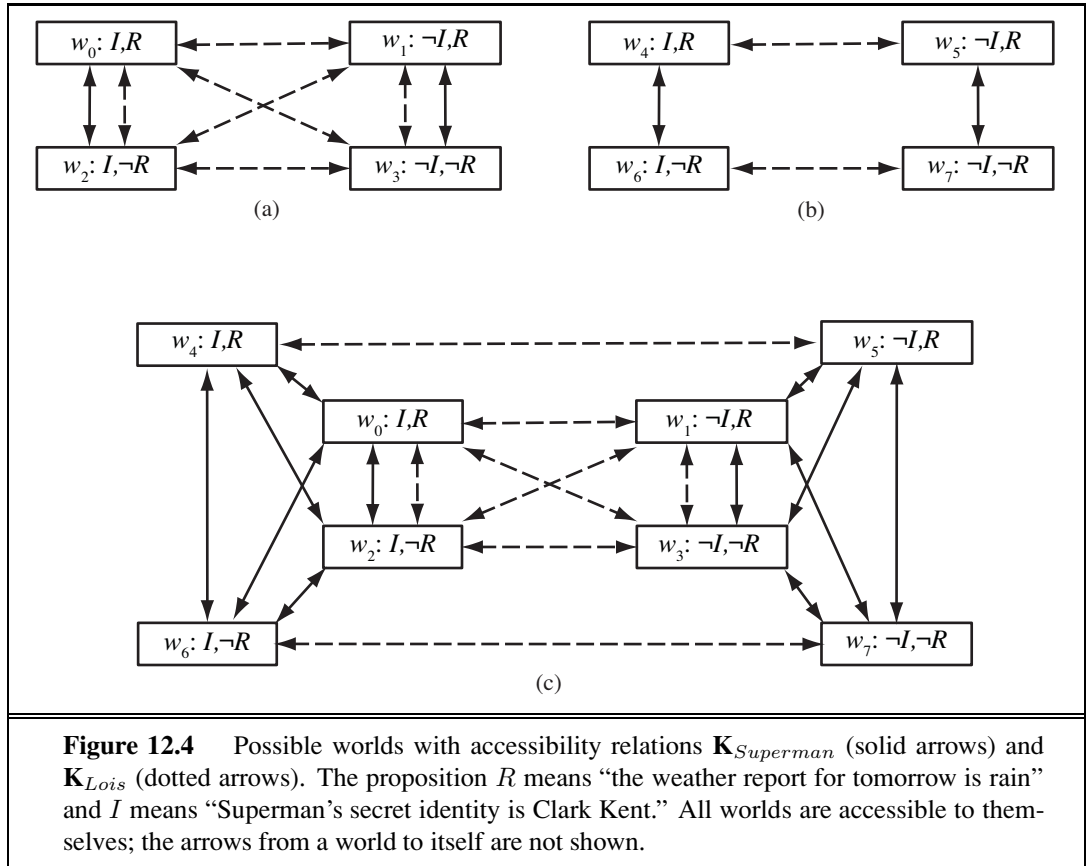 w0: I,R
w1: ¬I,R
w2: I,¬R
w3: ¬I,¬R
(a)
w4: I,R
w5: ¬I,R
w6: I,¬R
w7: ¬I,¬R
(b)
w4: I,R
w5: ¬I,R
w0: I,R
w1: ¬I,R
w2: I,¬R
w3: ¬I,¬R
w6: I,¬R
w7: ¬I,¬R
(c)
Figure 12.4 Possible worlds with accessibility relations K_Superman (solid arrows) and
K_Lois (dotted arrows). The proposition R means “the weather report for tomorrow is rain”
and I means “Superman’s secret identity is Clark Kent.” All worlds are accessible to them-
selves; the arrows from a world to itself are not shown.